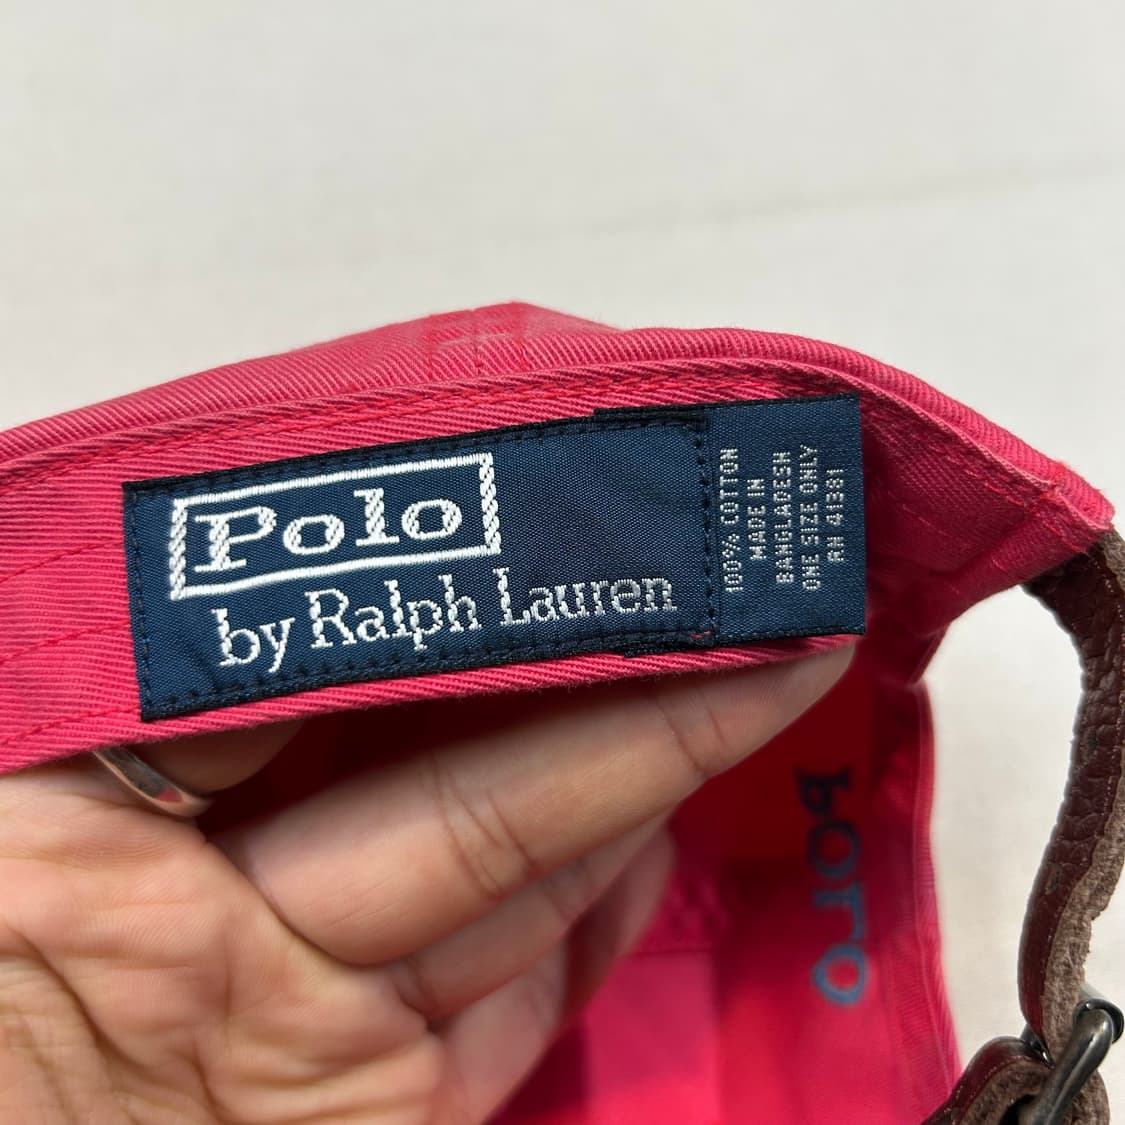 Polo
by Ralph Lauren
100% COTTON
MADE IN
BANGLADESH
ONE SIZE ONLY
RN 41381
POLO